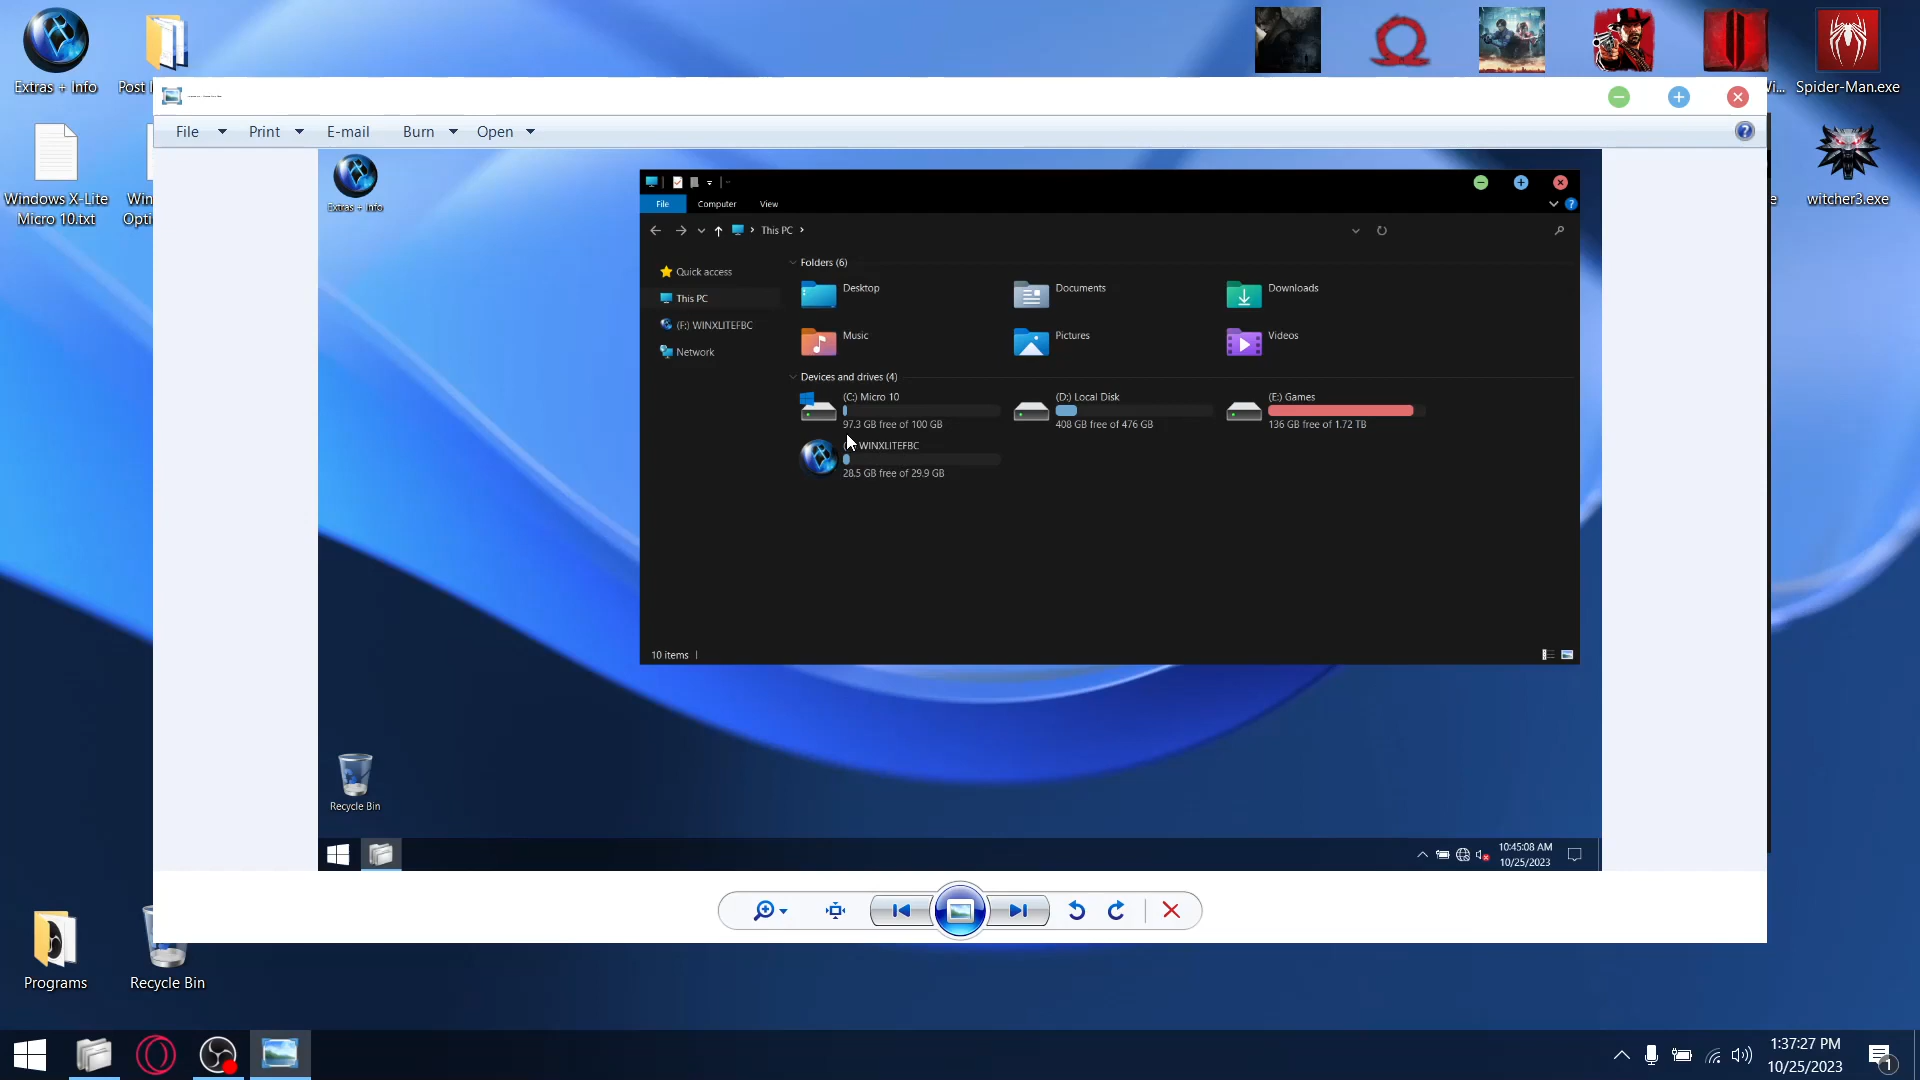 Extras + Info
Post
Spider-Man.exe
File
Print
E-mail
Burn
Open
Windows X-Lite
Micro 10.txt
witcher3.exe
Extras + Info
File
Computer
View
This PC
Quick access
This PC
(F:) WINXLITEFBC
Network
Folders (6)
Desktop
Documents
Downloads
Music
Pictures
Videos
Devices and drives (4)
(C:) Micro 10
97.3 GB free of 100 GB
(D:) Local Disk
408 GB free of 476 GB
(E:) Games
136 GB free of 1.72 TB
WINXLITEFBC
28.5 GB free of 29.9 GB
10 items
Recycle Bin
10:45:08 AM
10/25/2023
Programs
Recycle Bin
1:37:27 PM
10/25/2023
1